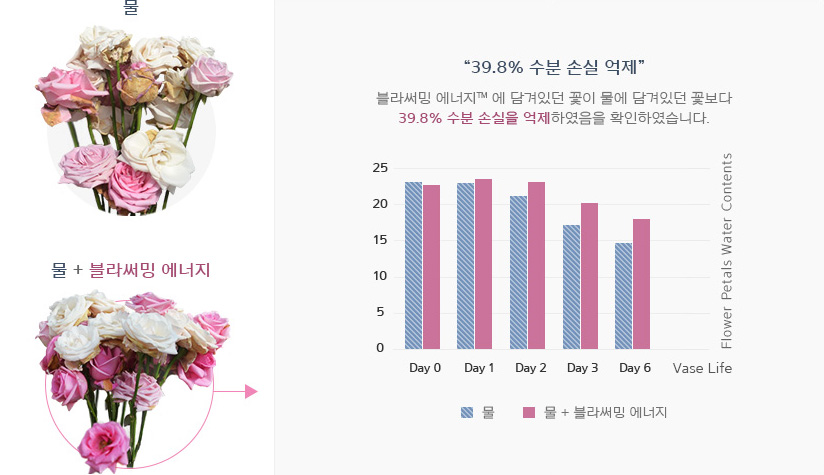 물
물 + 블라써밍 에너지
“39.8% 수분 손실 억제”
블라써밍 에너지™ 에 담겨있던 꽃이 물에 담겨있던 꽃보다
39.8% 수분 손실을 억제하였음을 확인하였습니다.
25
20
15
10
5
0
Day 0 Day 1 Day 2 Day 3 Day 6 Vase Life
Flower Petals Water Contents
물 물 + 블라써밍 에너지